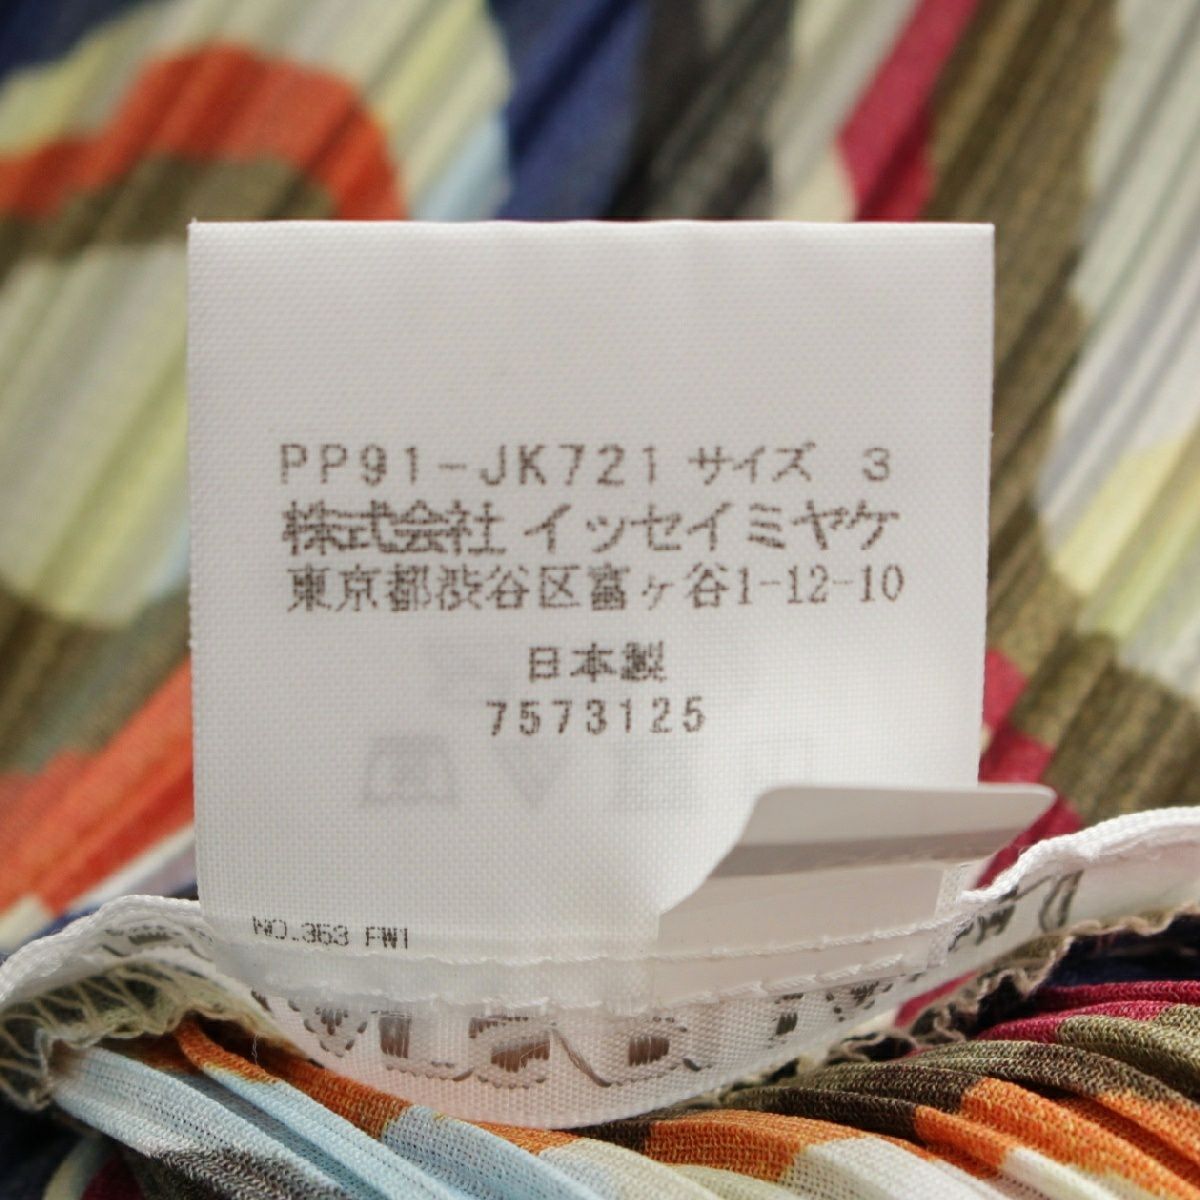 PP91-JK721 サイズ 3
株式会社 イッセイミヤケ
東京都渋谷区富ヶ谷1-12-10
日本製
7573125
NO.353 FW1